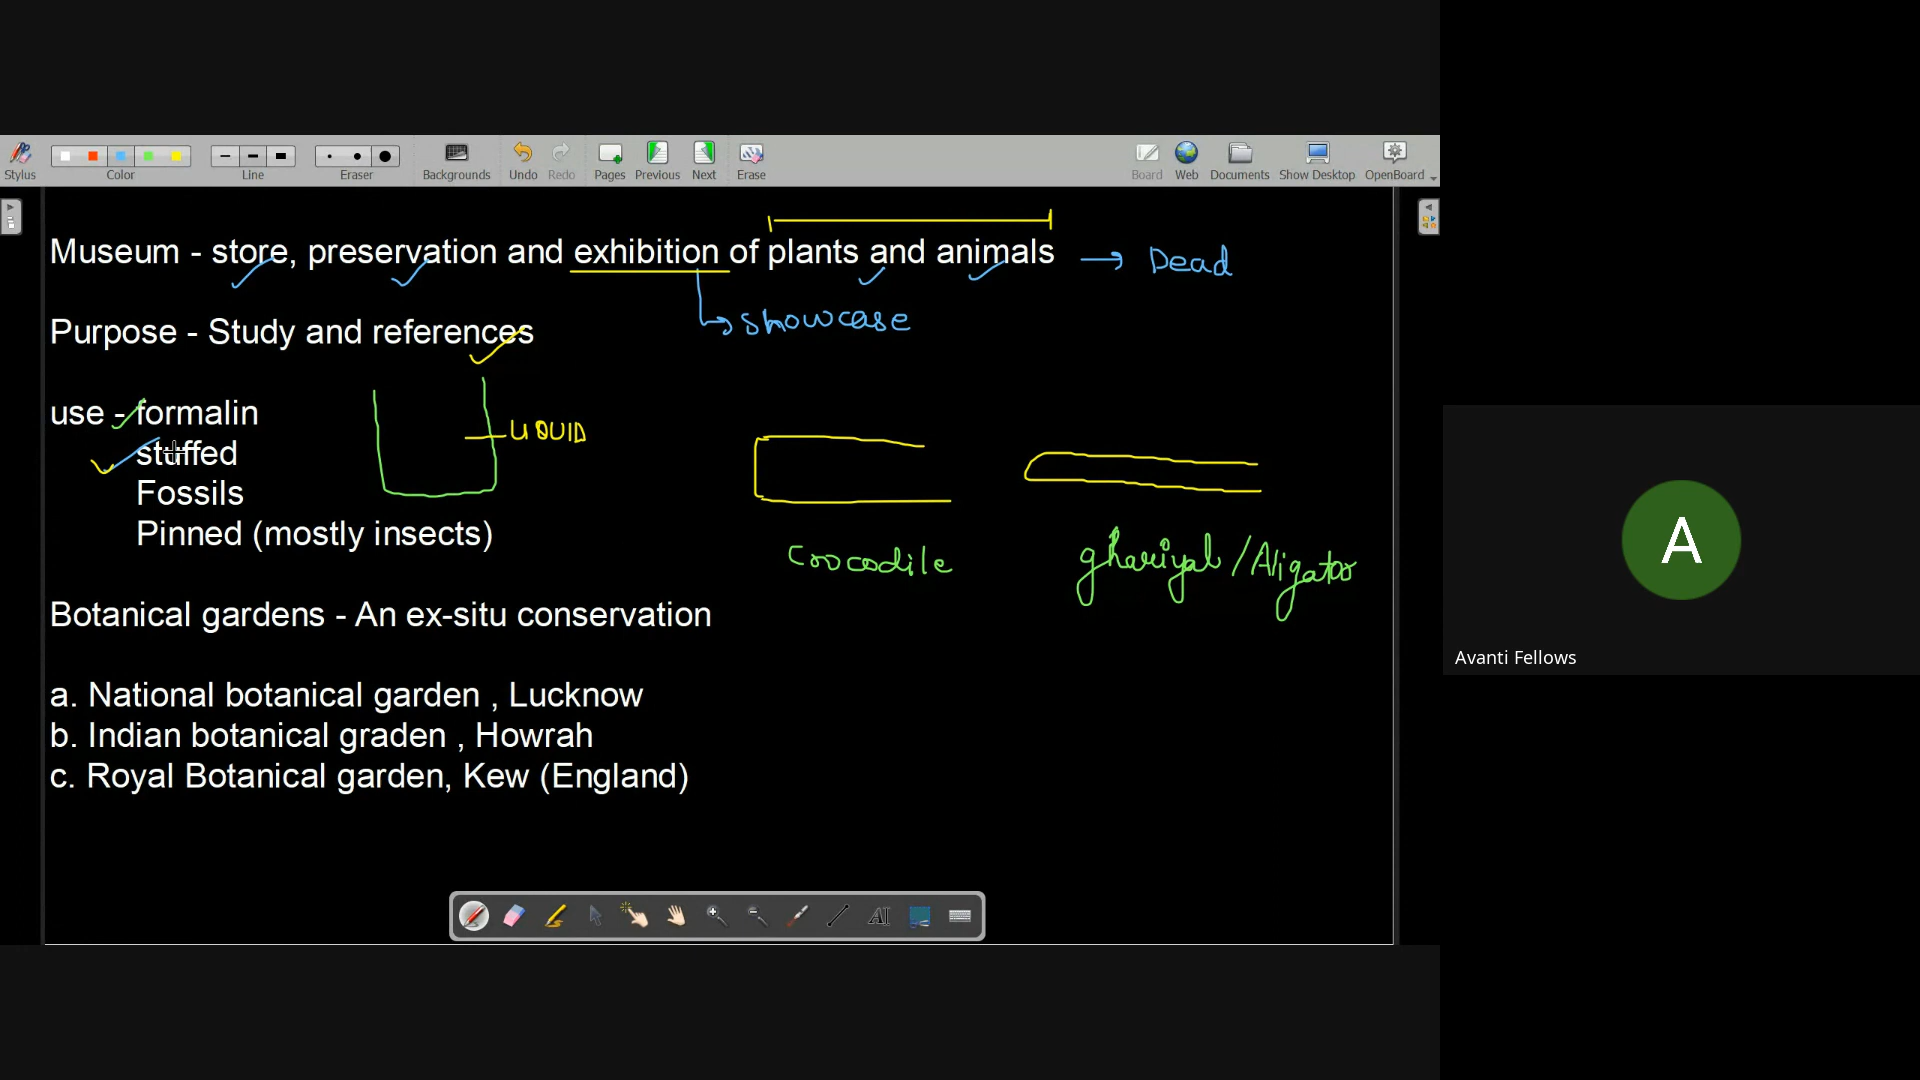 Stylus Color Line Eraser Backgrounds Undo Redo Pages Previous Next Erase Board Web Documents Show Desktop OpenBoard
Museum - store, preservation and exhibition of plants and animals → Dead
showcase
Purpose - Study and references
use - formalin
LIQUID
stuffed
Fossils
Pinned (mostly insects)
Crocodile ghariyal / Aligator
Botanical gardens - An ex-situ conservation
a. National botanical garden , Lucknow
b. Indian botanical graden , Howrah
c. Royal Botanical garden, Kew (England)
A
Avanti Fellows